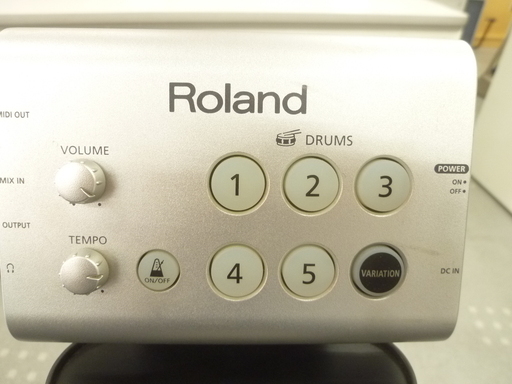 Roland
MIDI OUT
DRUMS
VOLUME
1 2 3
POWER
ON
OFF
MIX IN
OUTPUT
TEMPO
ON/OFF
4 5 VARIATION
DC IN